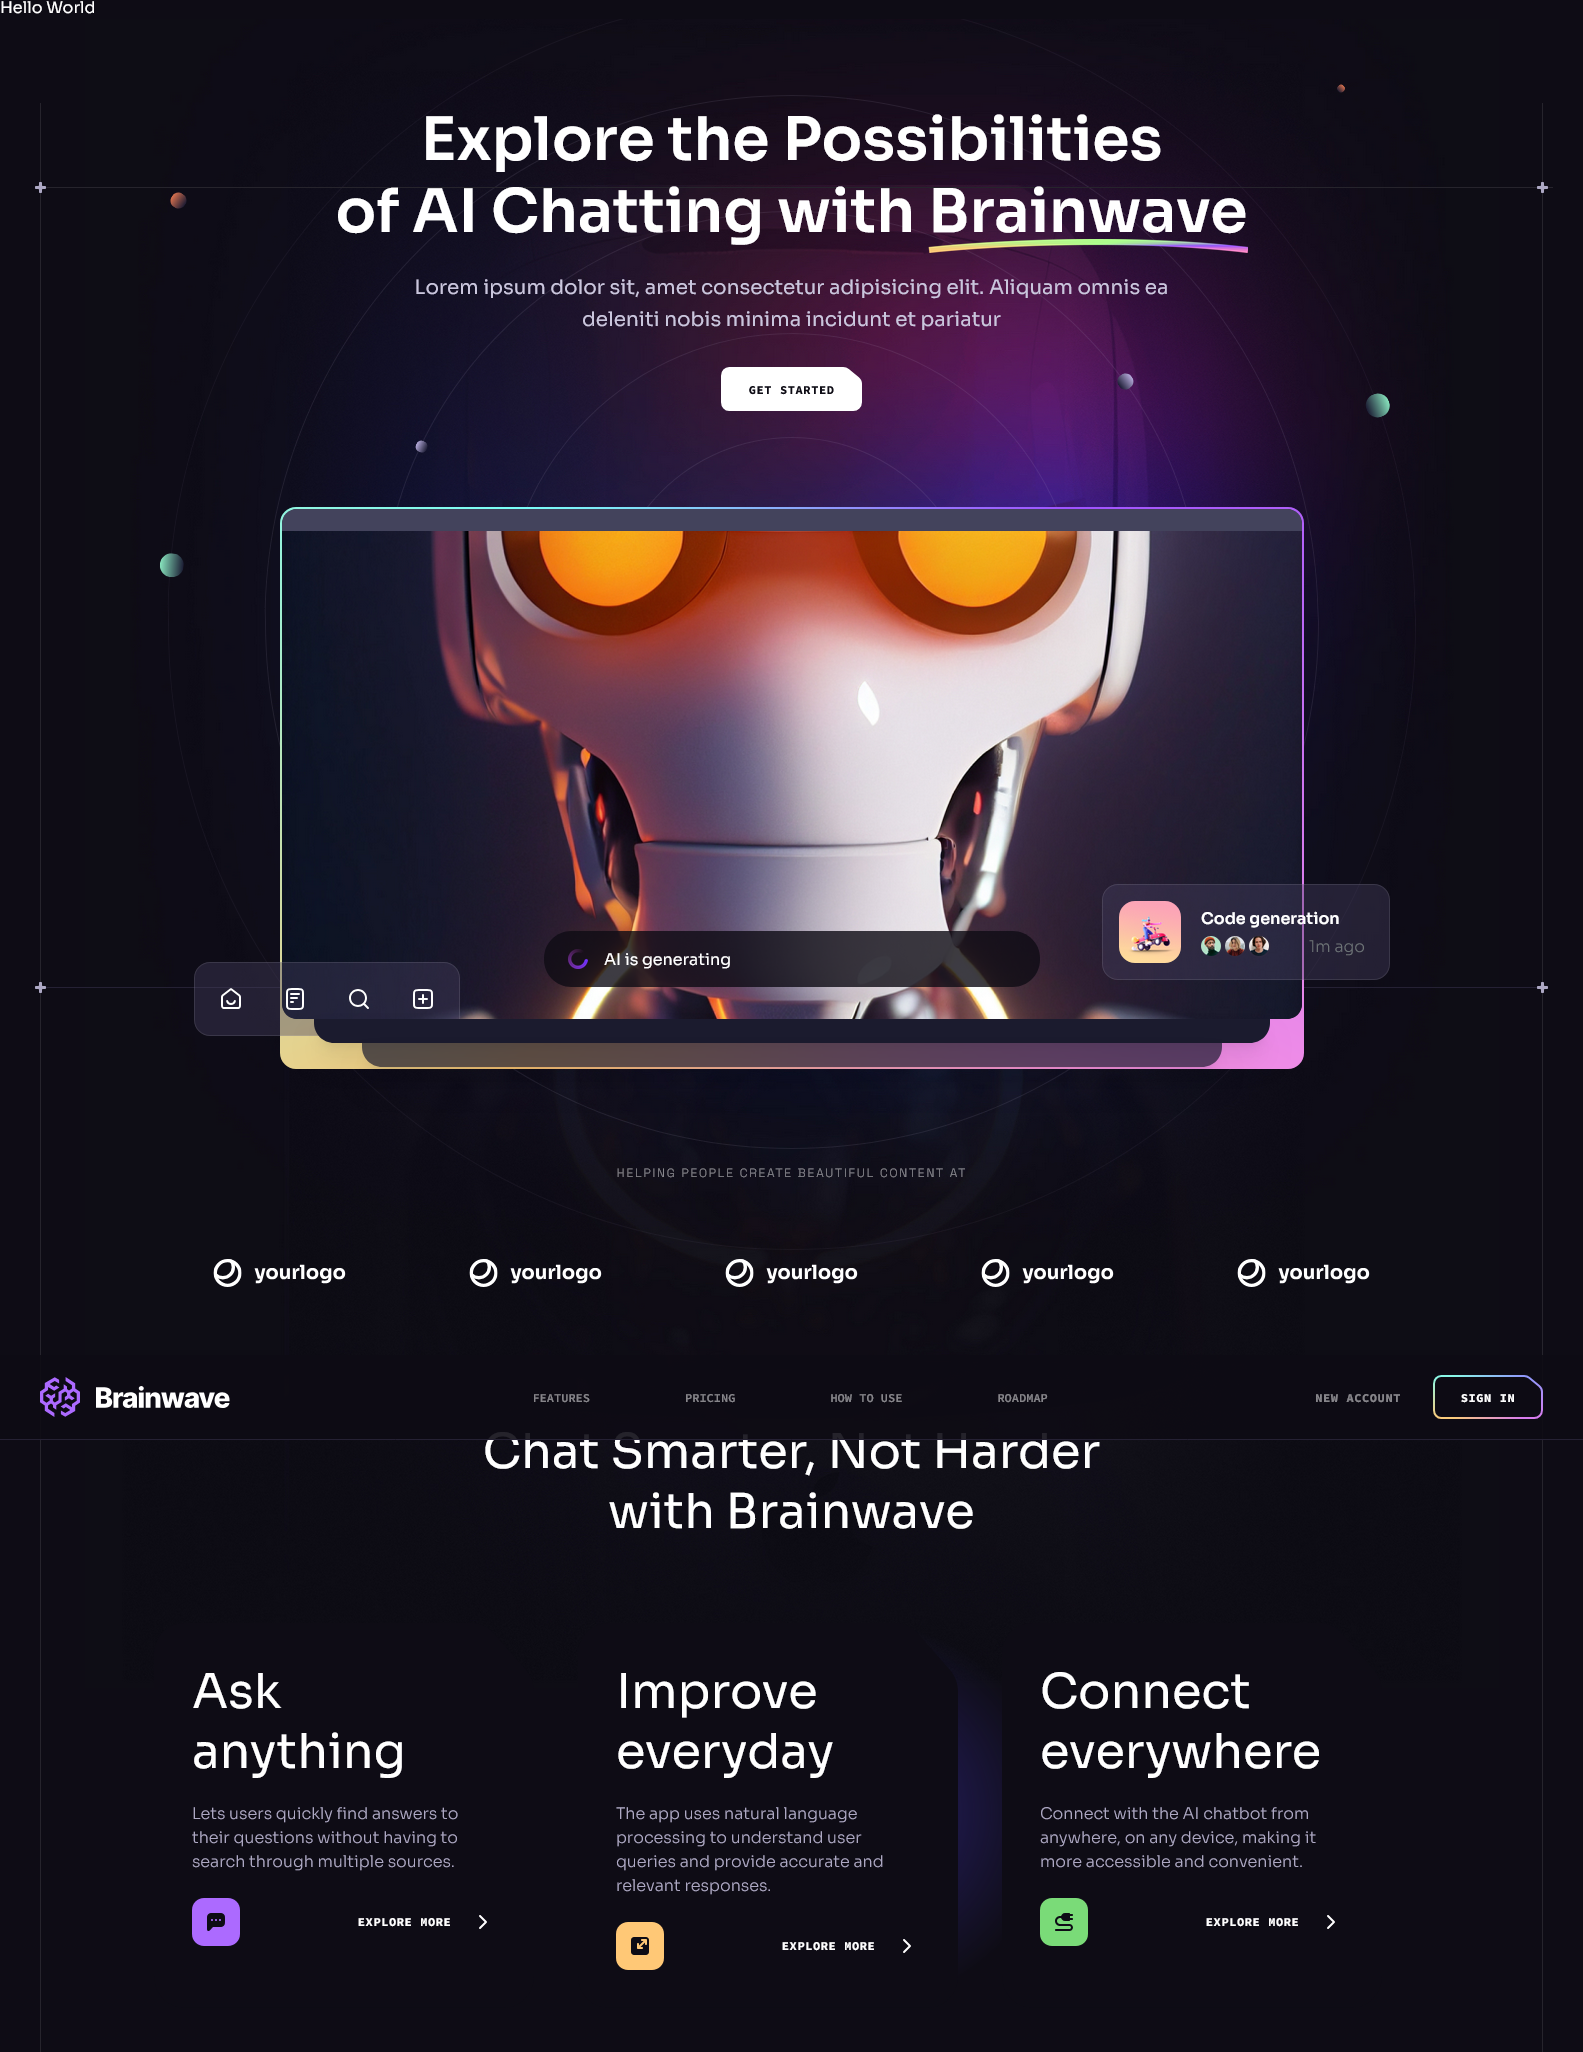 Hello World
Explore the Possibilities
of AI Chatting with Brainwave
Lorem ipsum dolor sit, amet consectetur adipisicing elit. Aliquam omnis ea
deleniti nobis minima incidunt et pariatur
GET STARTED
Code generation
1m ago
AI is generating
HELPING PEOPLE CREATE BEAUTIFUL CONTENT AT
yourlogo yourlogo yourlogo yourlogo yourlogo
Brainwave FEATURES PRICING HOW TO USE ROADMAP NEW ACCOUNT SIGN IN
Chat Smarter, Not Harder
with Brainwave
Ask
anything
Lets users quickly find answers to
their questions without having to
search through multiple sources.
EXPLORE MORE
Improve
everyday
The app uses natural language
processing to understand user
queries and provide accurate and
relevant responses.
EXPLORE MORE
Connect
everywhere
Connect with the AI chatbot from
anywhere, on any device, making it
more accessible and convenient.
EXPLORE MORE